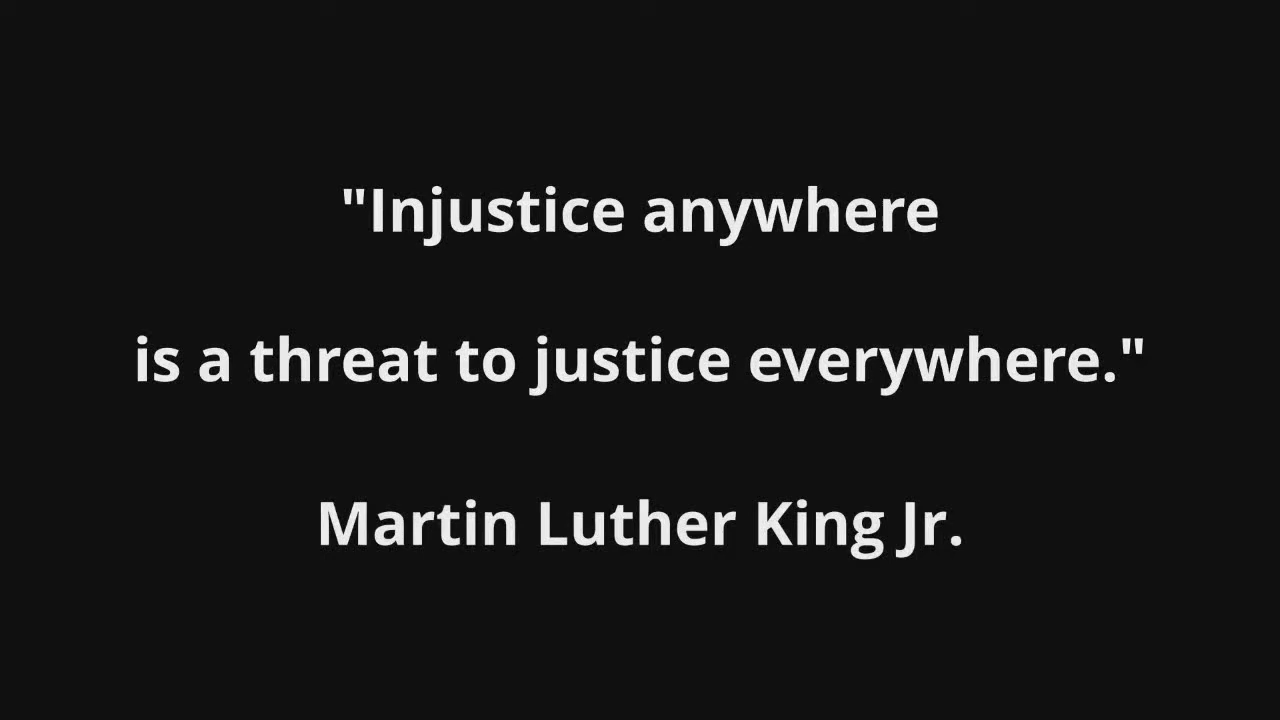 "Injustice anywhere
is a threat to justice everywhere."
Martin Luther King Jr.